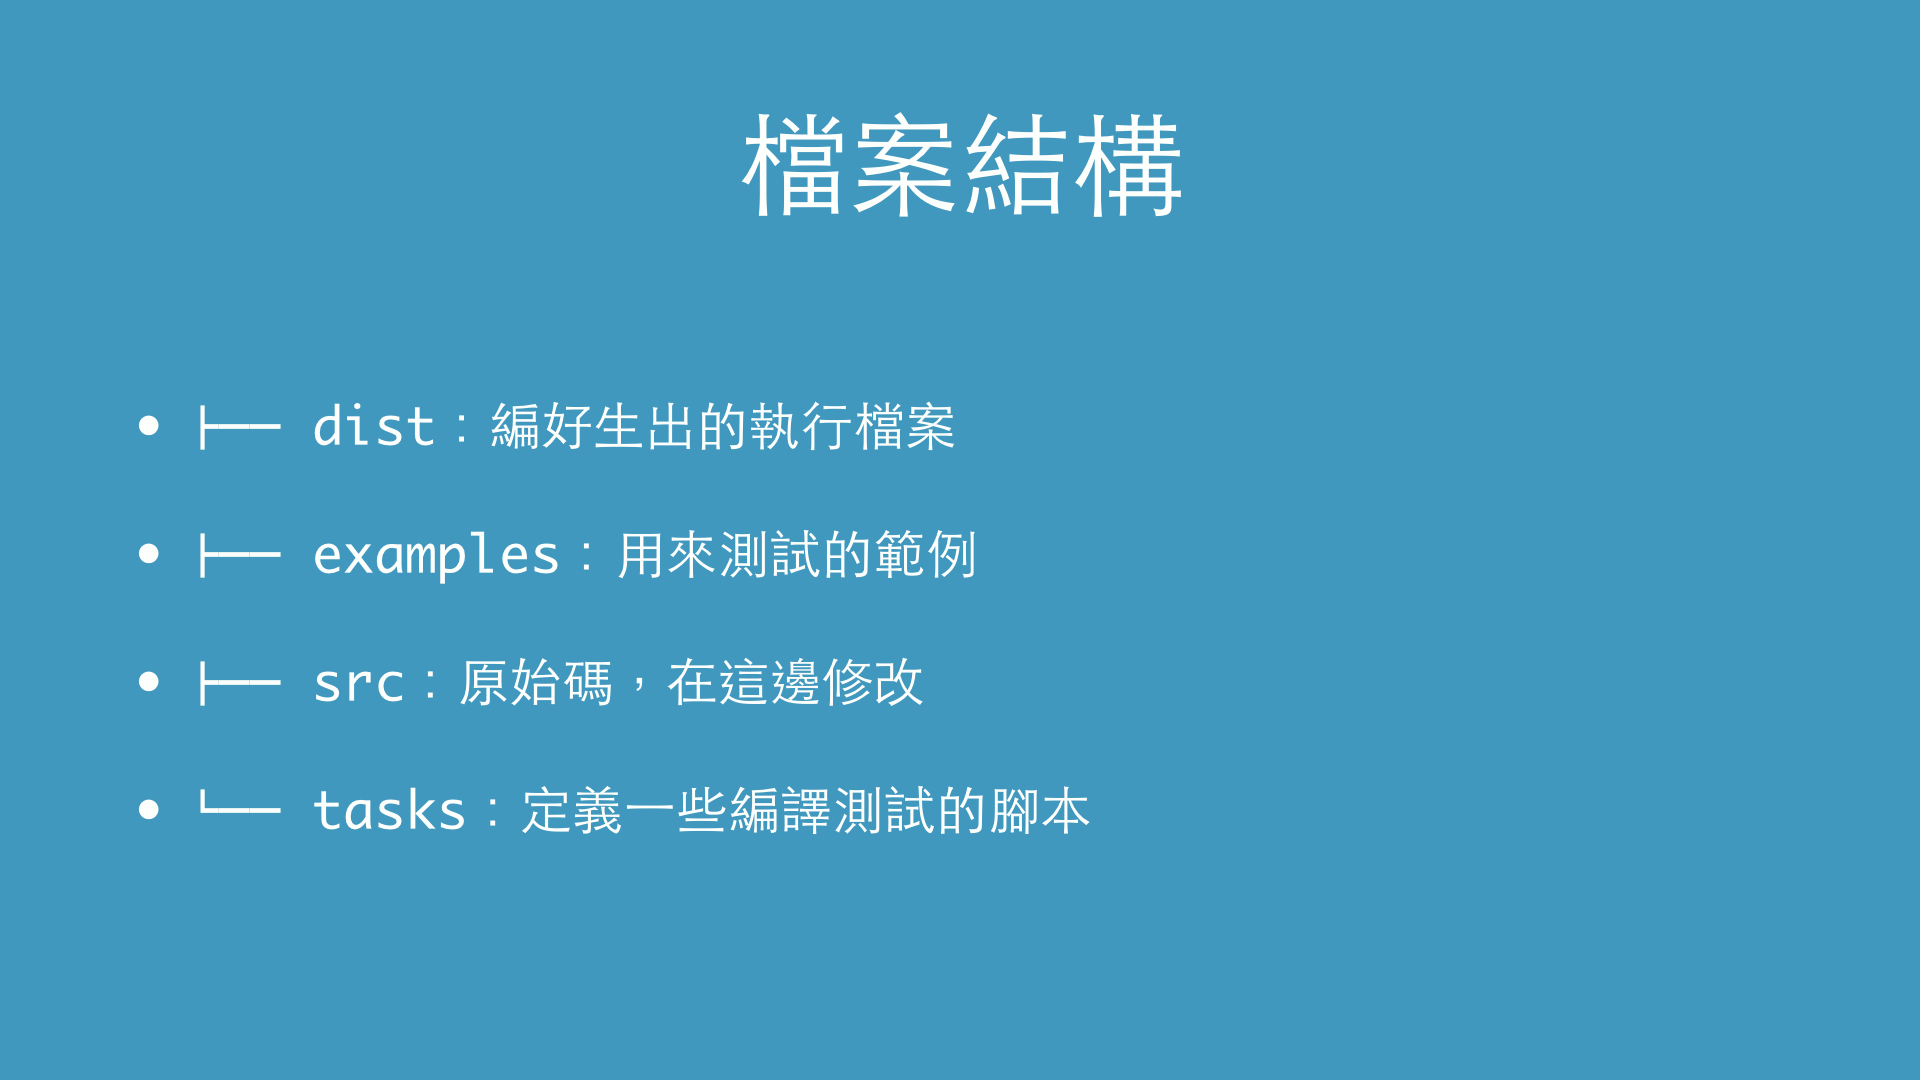 檔案結構
• ├── dist：編好生出的執行檔案
• ├── examples：用來測試的範例
• ├── src：原始碼，在這邊修改
• └── tasks：定義一些編譯測試的腳本